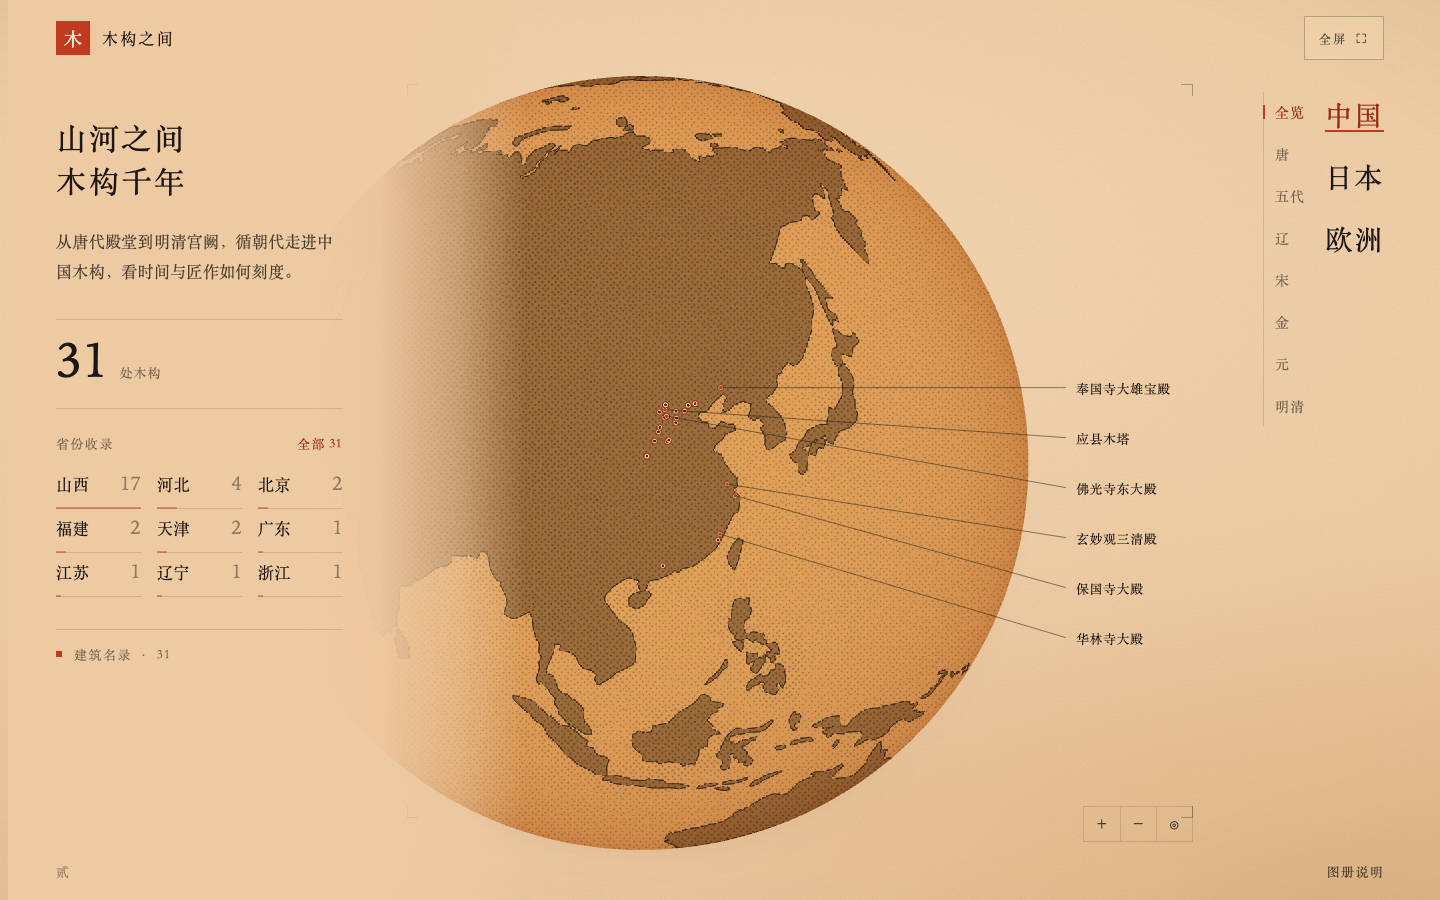 木
木构之间
全屏
山河之间
木构千年
从唐代殿堂到明清宫阙，循朝代走进中
国木构，看时间与匠作如何刻度。
31 处木构
省份收录 全部 31
山西 17 河北 4 北京 2
福建 2 天津 2 广东 1
江苏 1 辽宁 1 浙江 1
建筑名录 · 31
奉国寺大雄宝殿
应县木塔
佛光寺东大殿
玄妙观三清殿
保国寺大殿
华林寺大殿
全览
唐
五代
辽
宋
金
元
明清
中国
日本
欧洲
+ − ◎
贰
图册说明